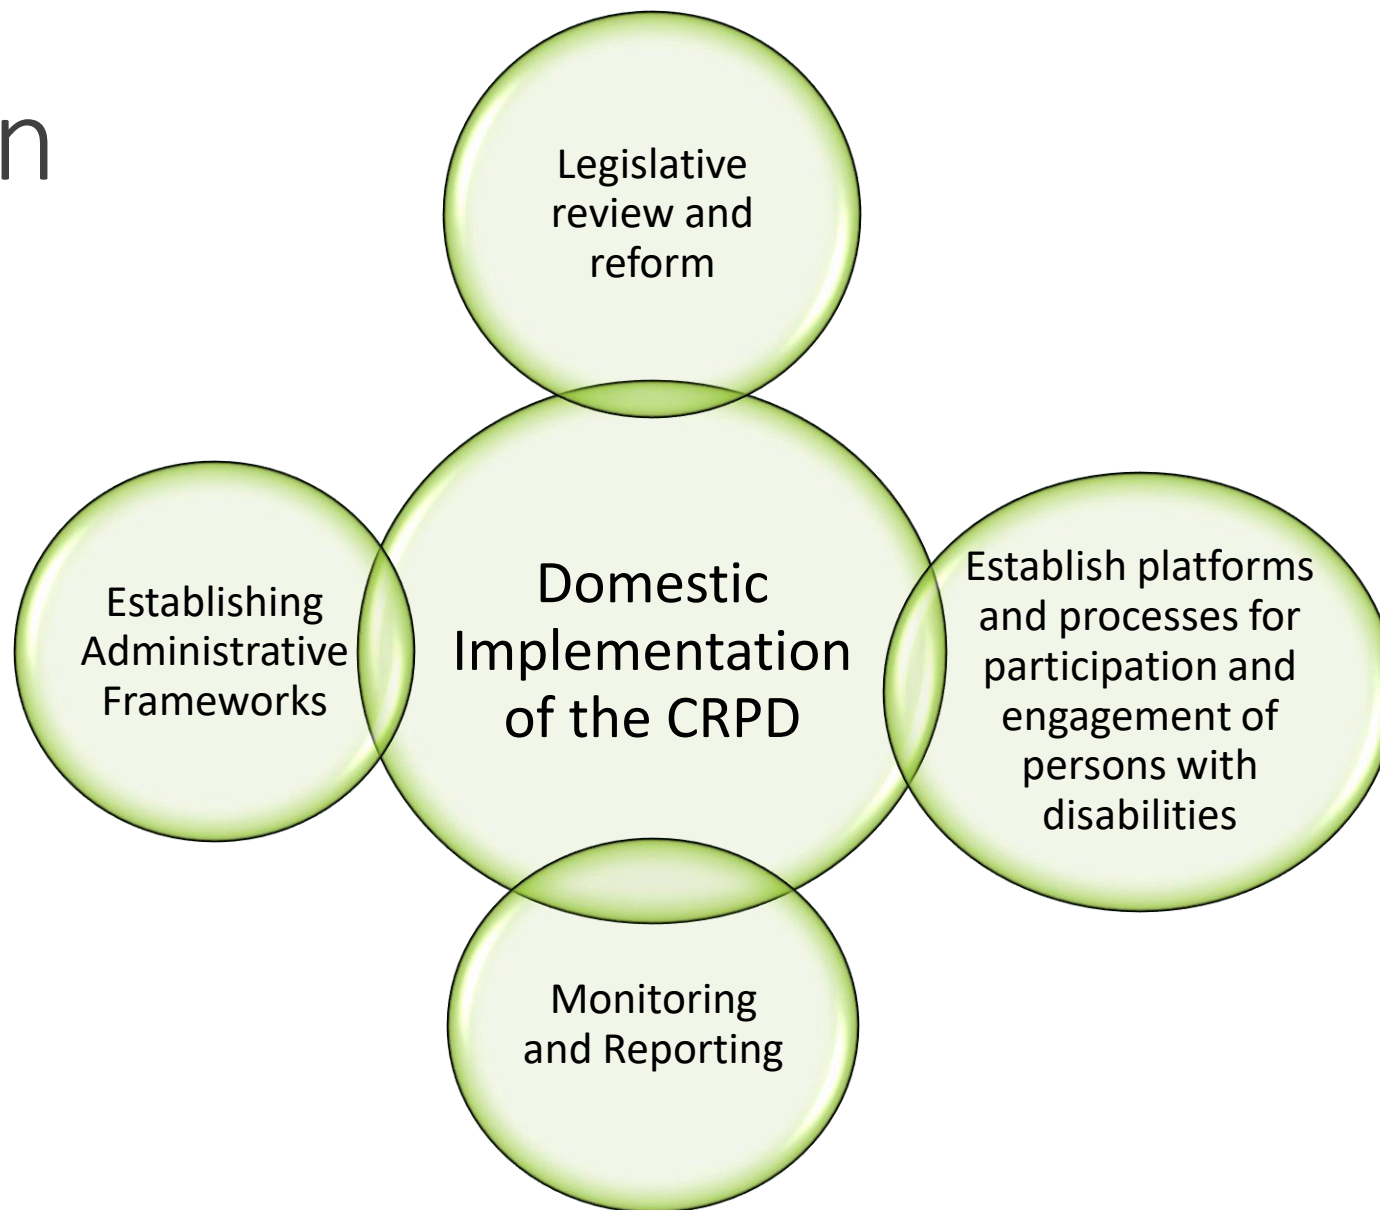 n
Legislative
review and
reform
Establishing
Administrative
Frameworks
Domestic
Implementation
of the CRPD
Establish platforms
and processes for
participation and
engagement of
persons with
disabilities
Monitoring
and Reporting